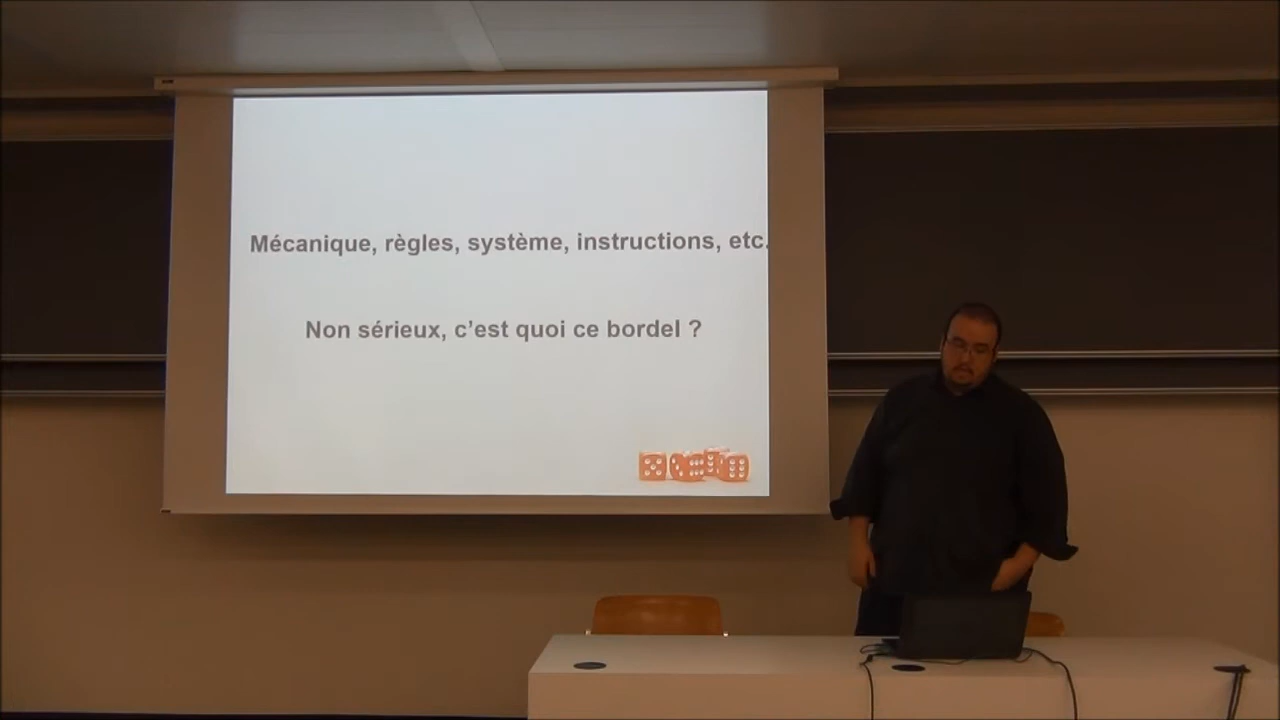 Mécanique, règles, système, instructions, etc.
Non sérieux, c’est quoi ce bordel ?